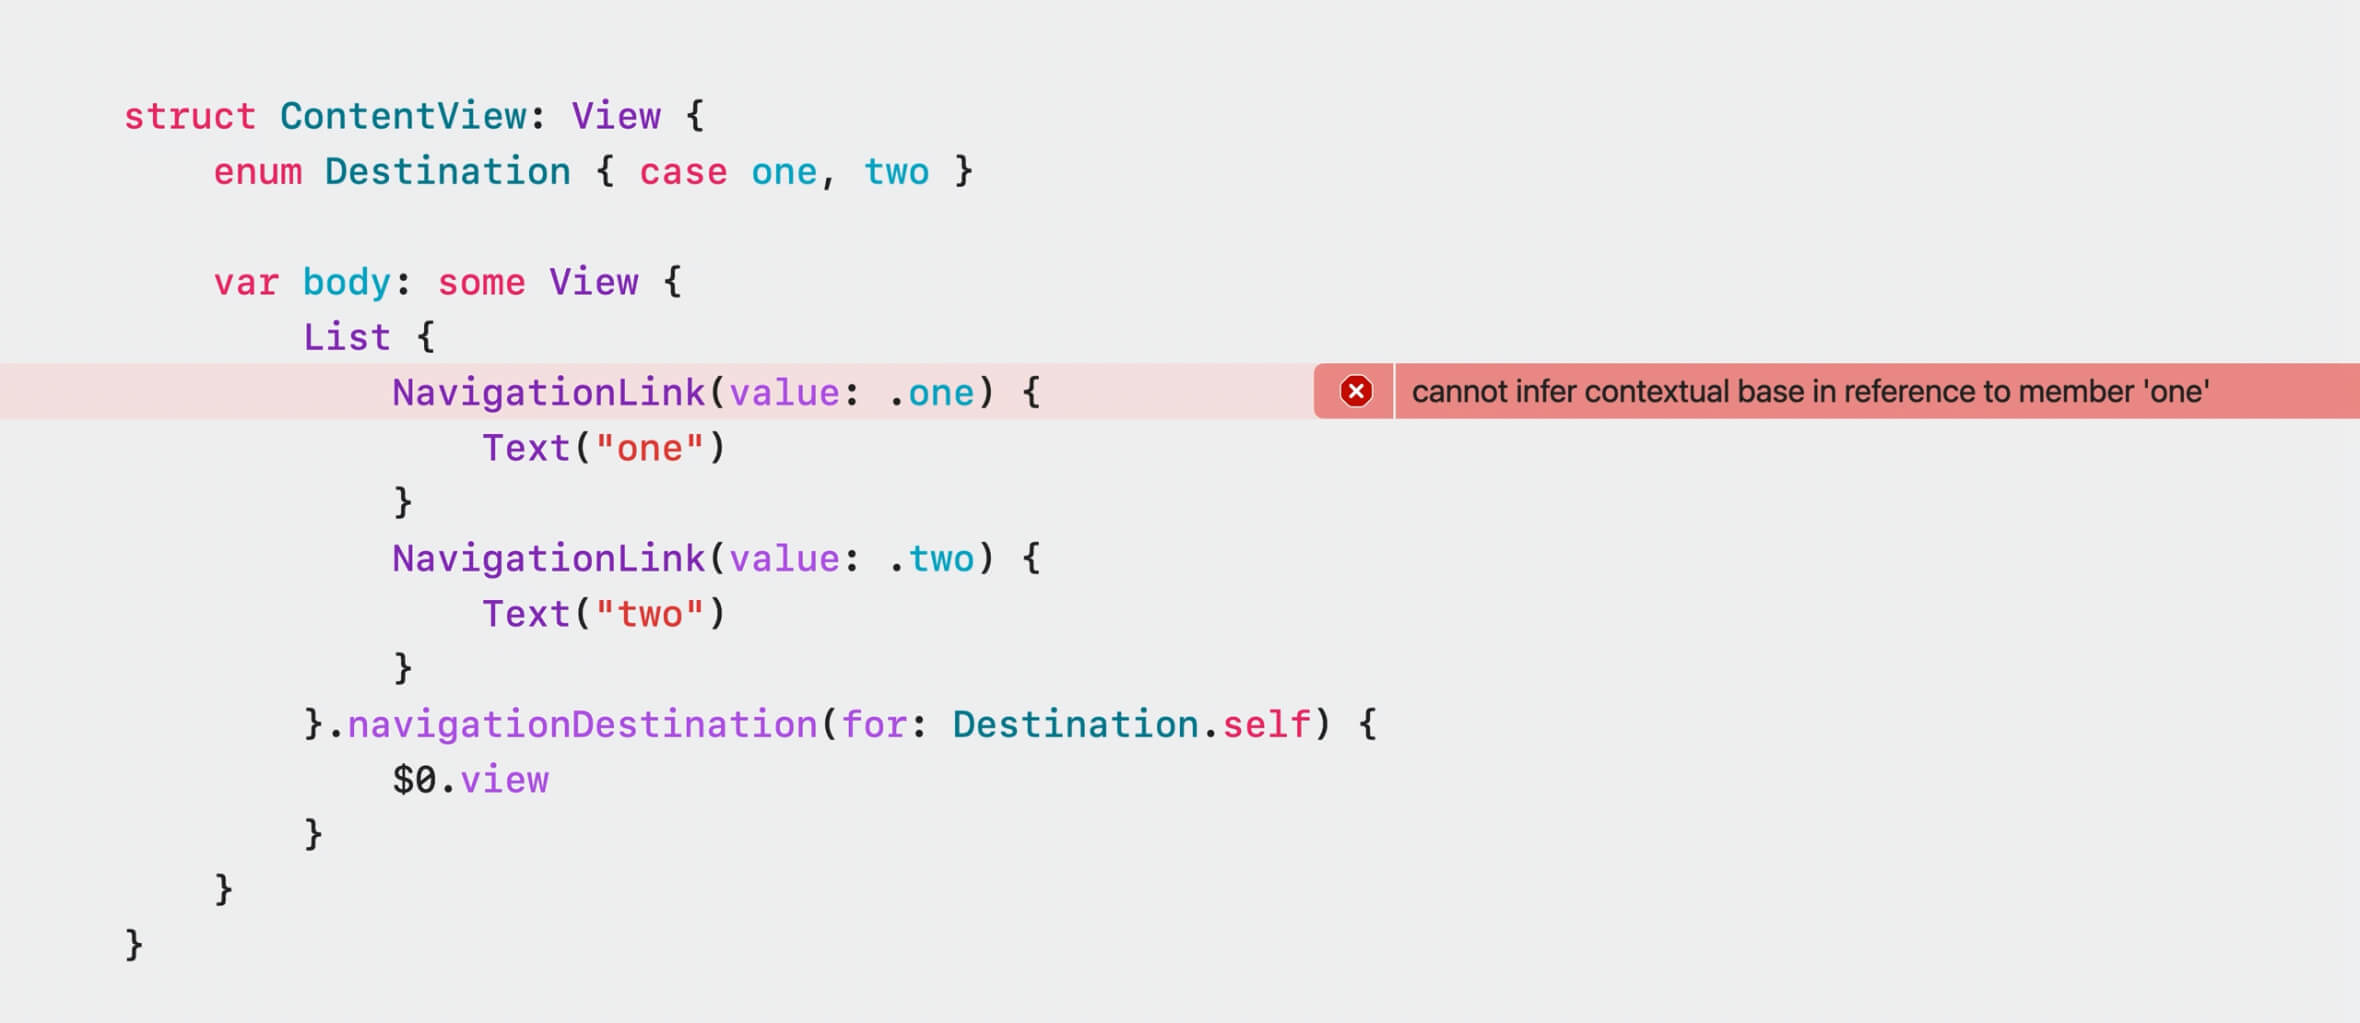 struct ContentView: View {
    enum Destination { case one, two }

    var body: some View {
        List {
            NavigationLink(value: .one) { cannot infer contextual base in reference to member 'one'
                Text("one")
            }
            NavigationLink(value: .two) {
                Text("two")
            }
        }.navigationDestination(for: Destination.self) {
            $0.view
        }
    }
}